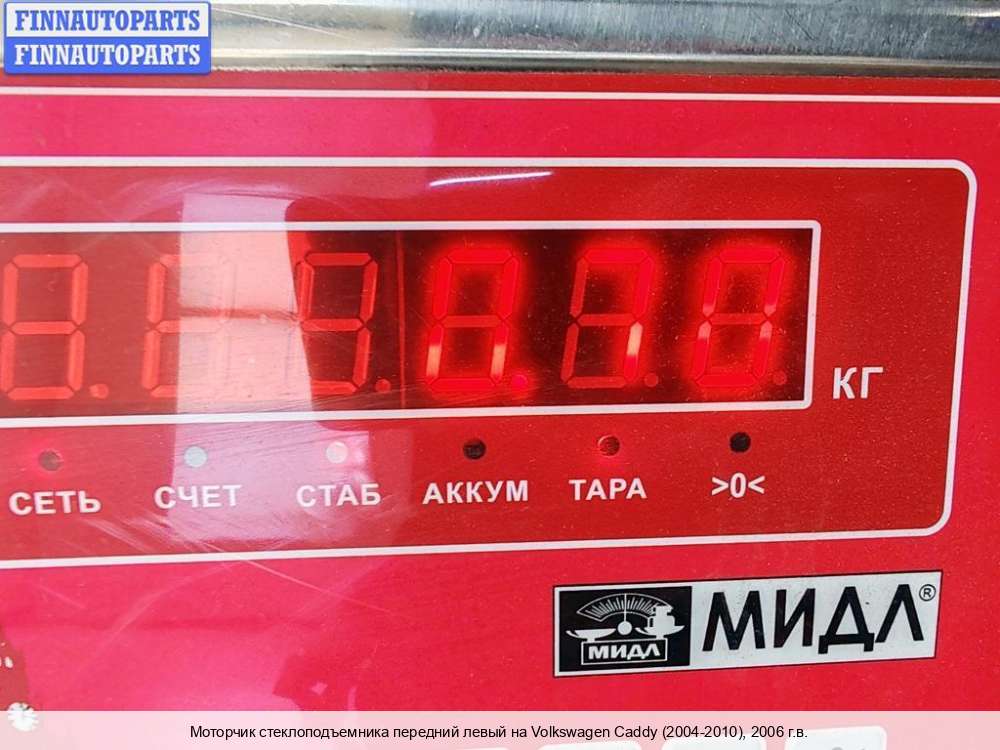 FINNAUTOPARTS
FINNAUTOPARTS
0.70
КГ
СЕТЬ СЧЕТ СТАБ АККУМ ТАРА >0<
МИДЛ МИДЛ®
Моторчик стеклоподъемника передний левый на Volkswagen Caddy (2004-2010), 2006 г.в.